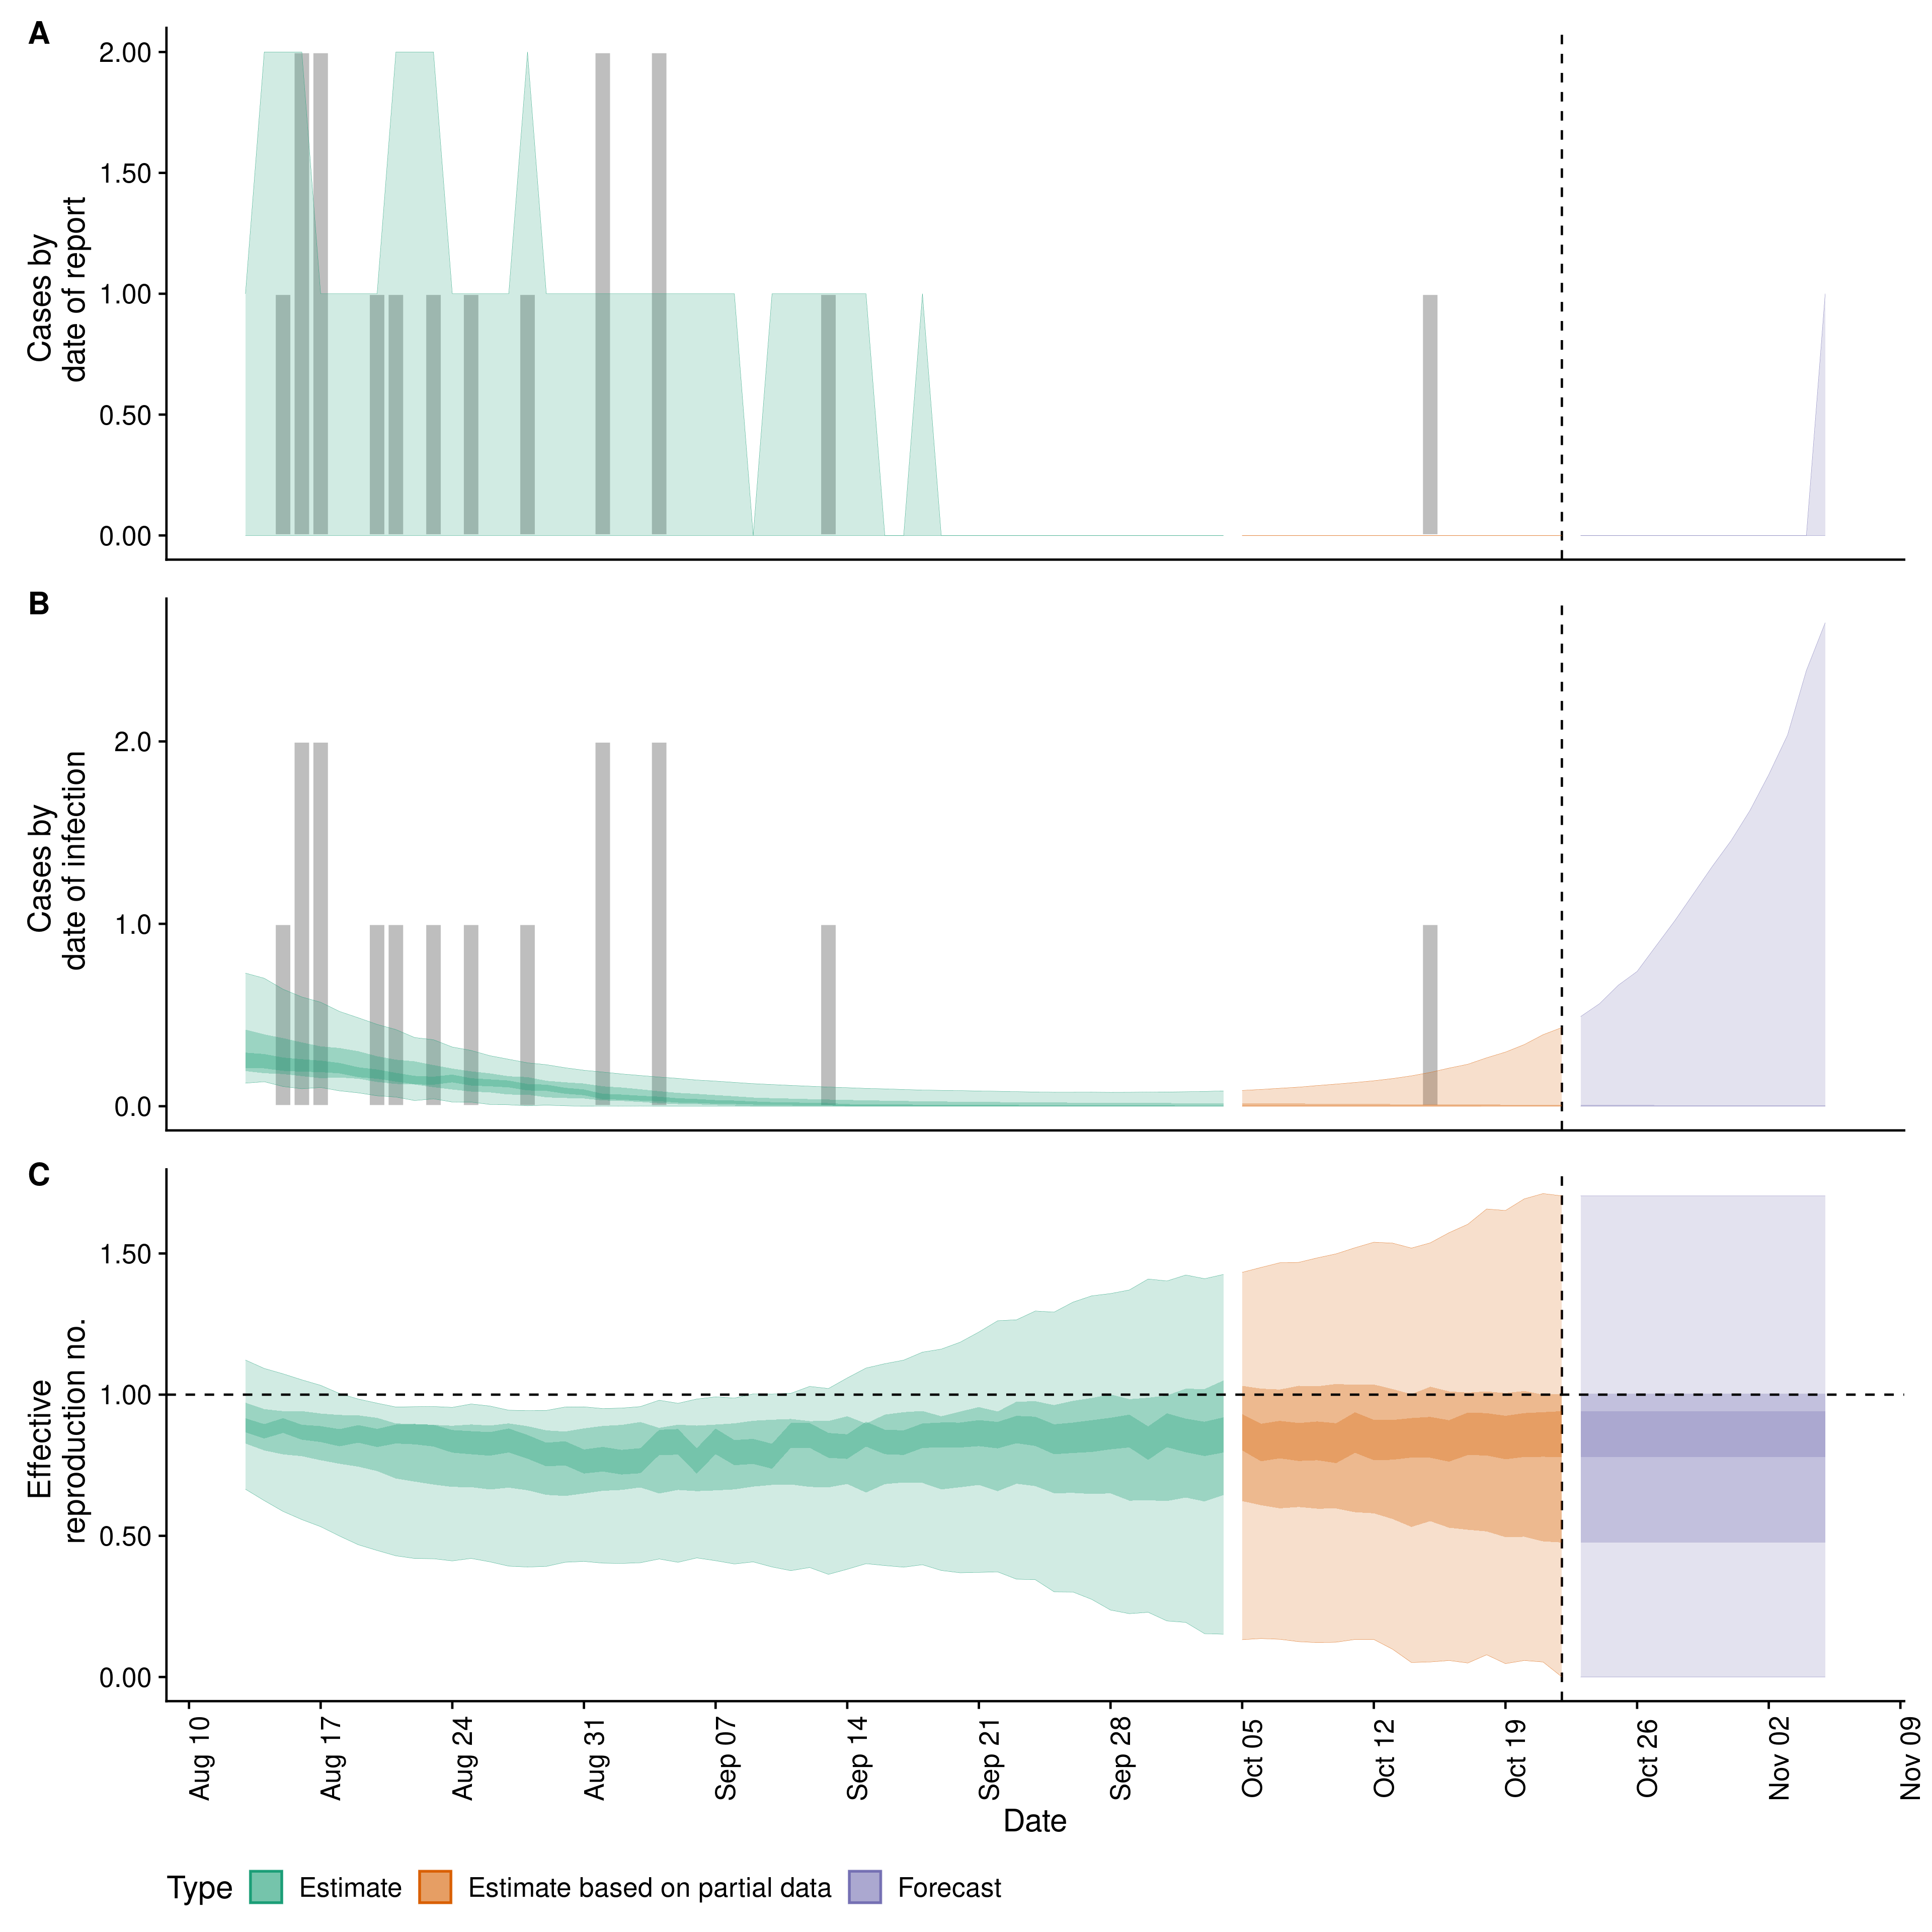 A
2.00
1.50
1.00
0.50
0.00
Cases by
date of report
B
2.0
1.0
0.0
Cases by
date of infection
C
1.50
1.00
0.50
0.00
Effective
reproduction no.
Aug 10
Aug 17
Aug 24
Aug 31
Sep 07
Sep 14
Sep 21
Sep 28
Oct 05
Oct 12
Oct 19
Oct 26
Nov 02
Nov 09
Date
Type
Estimate
Estimate based on partial data
Forecast